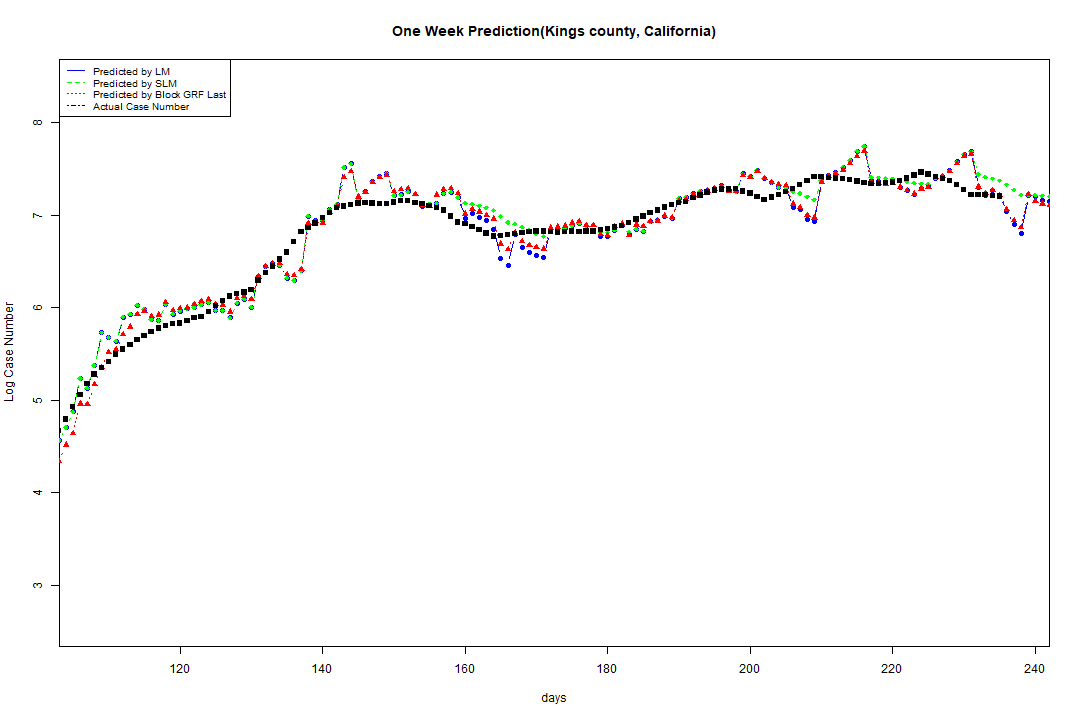 One Week Prediction(Kings county, California)
Predicted by LM
Predicted by SLM
Predicted by Block GRF Last
Actual Case Number
8
7
6
5
4
3
Log Case Number
120 140 160 180 200 220 240
days